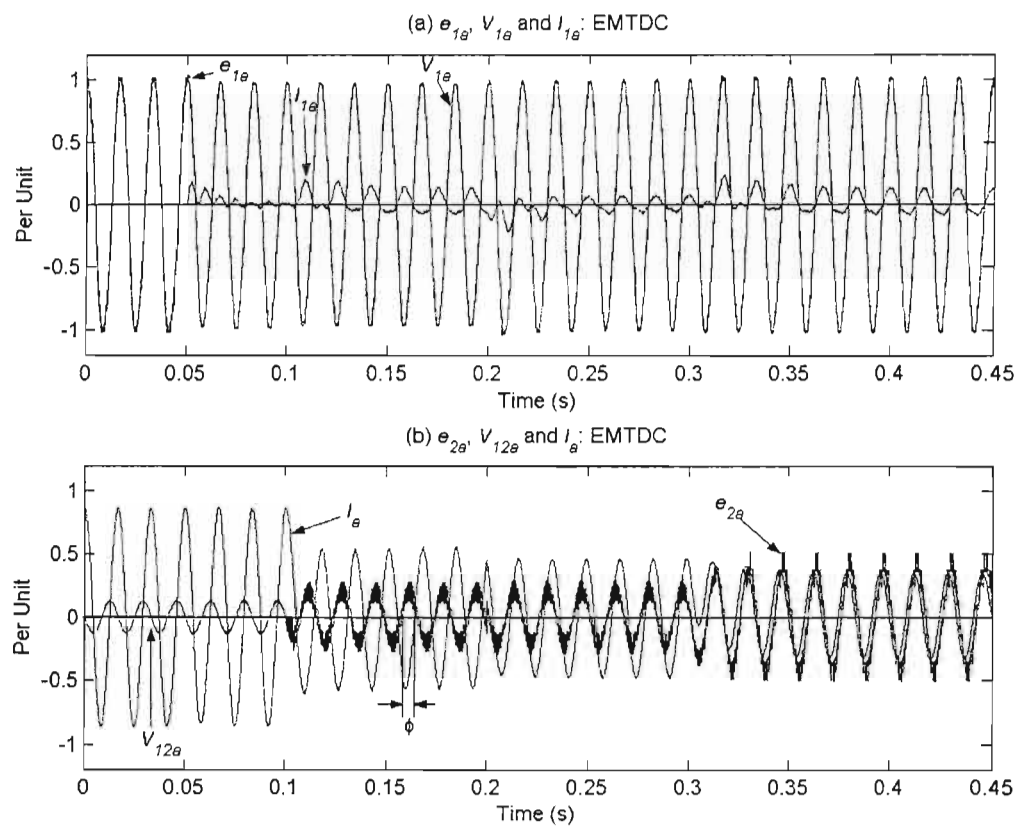 (a) e1a, V1a and I1a: EMTDC
Per Unit
1
0.5
0
-0.5
-1
e1a
I1a
V1a
0 0.05 0.1 0.15 0.2 0.25 0.3 0.35 0.4 0.45
Time (s)
(b) e2a, V12a and Ia: EMTDC
Per Unit
1
0.5
0
-0.5
-1
Ia
e2a
V12a
ϕ
0 0.05 0.1 0.15 0.2 0.25 0.3 0.35 0.4 0.45
Time (s)